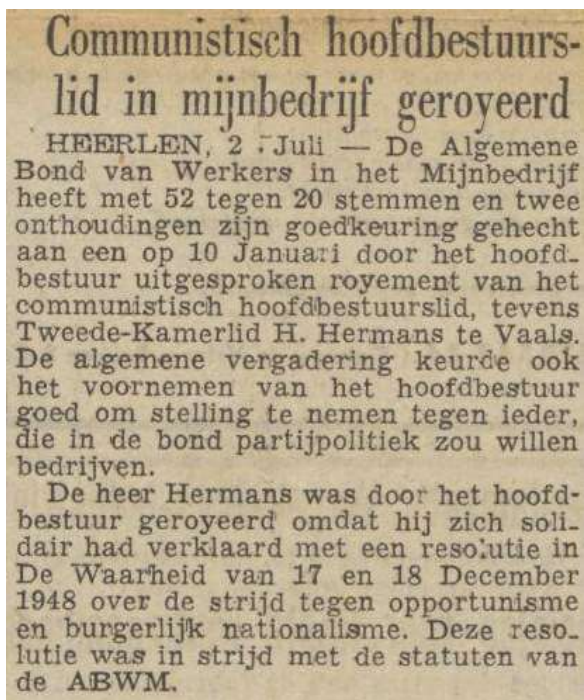 Communistisch hoofdbestuurs-
lid in mijnbedrijf geroyeerd
HEERLEN, 2 Juli — De Algemene
Bond van Werkers in het Mijnbedrijf
heeft met 52 tegen 20 stemmen en twee
onthoudingen zijn goedkeuring gehecht
aan een op 10 Januari door het hoofd-
bestuur uitgesproken royement van het
communistisch hoofdbestuurslid, tevens
Tweede-Kamerlid H. Hermans te Vaals.
De algemene vergadering keurde ook
het voornemen van het hoofdbestuur
goed om stelling te nemen tegen ieder,
die in de bond partijpolitiek zou willen
bedrijven.
De heer Hermans was door het hoofd-
bestuur geroyeerd omdat hij zich soli-
dair had verklaard met een resolutie in
De Waarheid van 17 en 18 December
1948 over de strijd tegen opportunisme
en burgerlijk nationalisme. Deze reso-
lutie was in strijd met de statuten van
de ABWM.